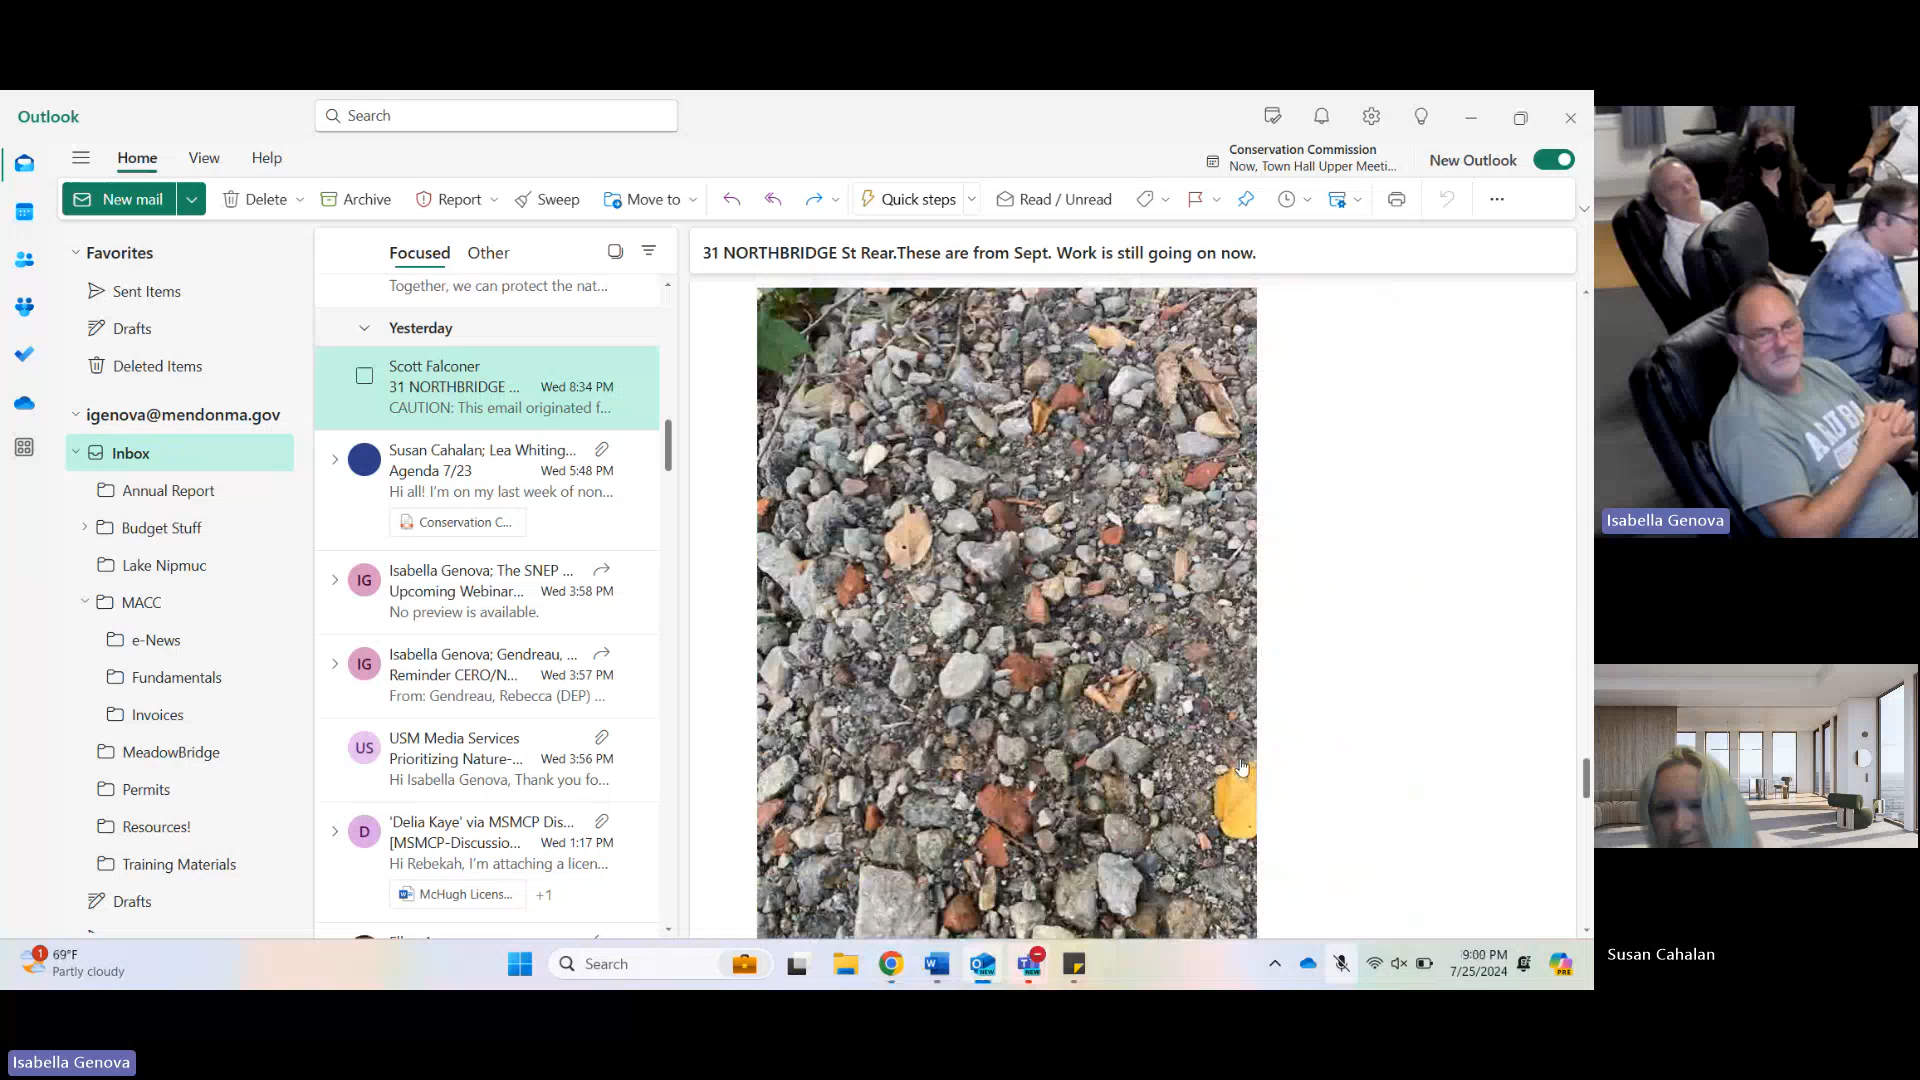 Outlook
Search
Home
View
Help
Conservation Commission
Now, Town Hall Upper Meeti...
New Outlook
New mail
Delete
Archive
Report
Sweep
Move to
Quick steps
Read / Unread
Favorites
Sent Items
Drafts
Deleted Items
igenova@mendonma.gov
Inbox
Annual Report
Budget Stuff
Lake Nipmuc
MACC
e-News
Fundamentals
Invoices
MeadowBridge
Permits
Resources!
Training Materials
Drafts
Focused
Other
Together, we can protect the nat...
Yesterday
Scott Falconer
31 NORTHBRIDGE ... Wed 8:34 PM
CAUTION: This email originated f...
Susan Cahalan; Lea Whiting...
Agenda 7/23 Wed 5:48 PM
Hi all! I'm on my last week of non...
Conservation C...
IG
Isabella Genova; The SNEP ...
Upcoming Webinar... Wed 3:58 PM
No preview is available.
IG
Isabella Genova; Gendreau, ...
Reminder CERO/N... Wed 3:57 PM
From: Gendreau, Rebecca (DEP) ...
US
USM Media Services
Prioritizing Nature-... Wed 3:56 PM
Hi Isabella Genova, Thank you fo...
D
'Delia Kaye' via MSMCP Dis...
[MSMCP-Discussio... Wed 1:17 PM
Hi Rebekah, I'm attaching a licen...
McHugh Licens... +1
31 NORTHBRIDGE St Rear.These are from Sept. Work is still going on now.
Isabella Genova
Susan Cahalan
1
69°F
Partly cloudy
Search
NEW
NEW
9:00 PM
7/25/2024
PRE
Isabella Genova